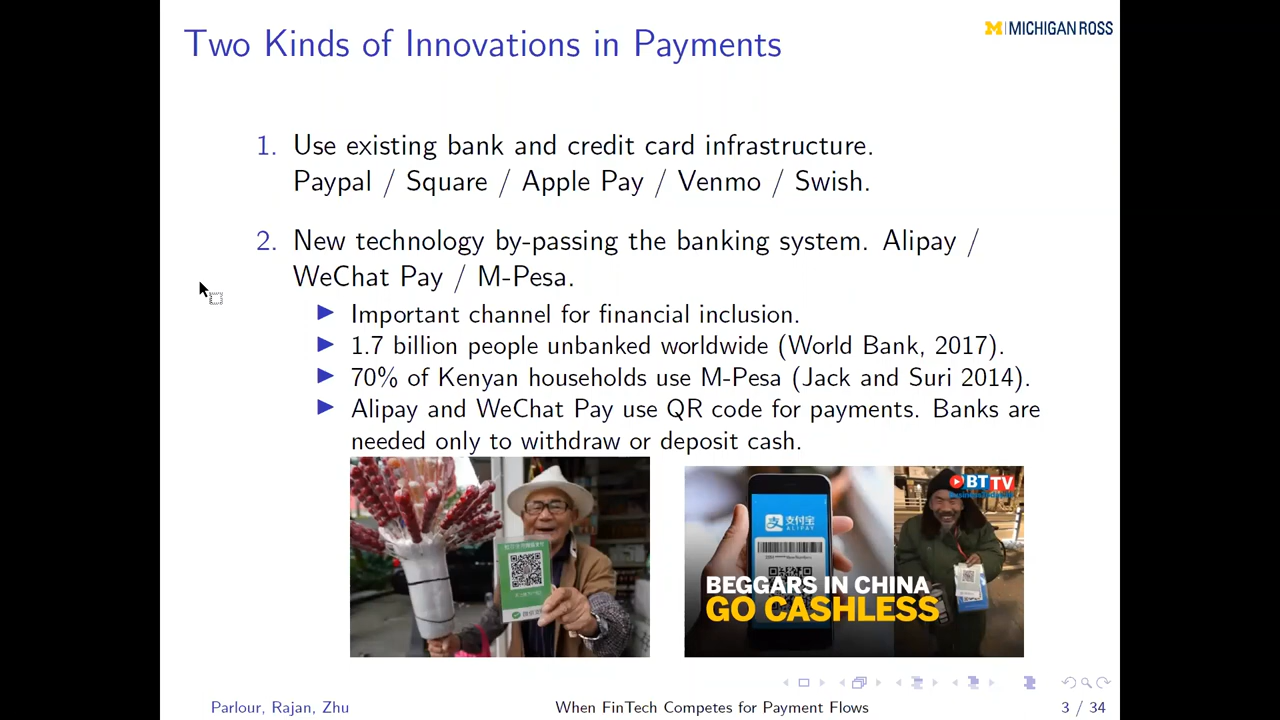 Two Kinds of Innovations in Payments
M | MICHIGAN ROSS
1. Use existing bank and credit card infrastructure.
Paypal / Square / Apple Pay / Venmo / Swish.
2. New technology by-passing the banking system. Alipay /
WeChat Pay / M-Pesa.
▶ Important channel for financial inclusion.
▶ 1.7 billion people unbanked worldwide (World Bank, 2017).
▶ 70% of Kenyan households use M-Pesa (Jack and Suri 2014).
▶ Alipay and WeChat Pay use QR code for payments. Banks are
needed only to withdraw or deposit cash.
BTTV
支付宝
ALIPAY
BEGGARS IN CHINA
GO CASHLESS
Parlour, Rajan, Zhu
When FinTech Competes for Payment Flows
3 / 34